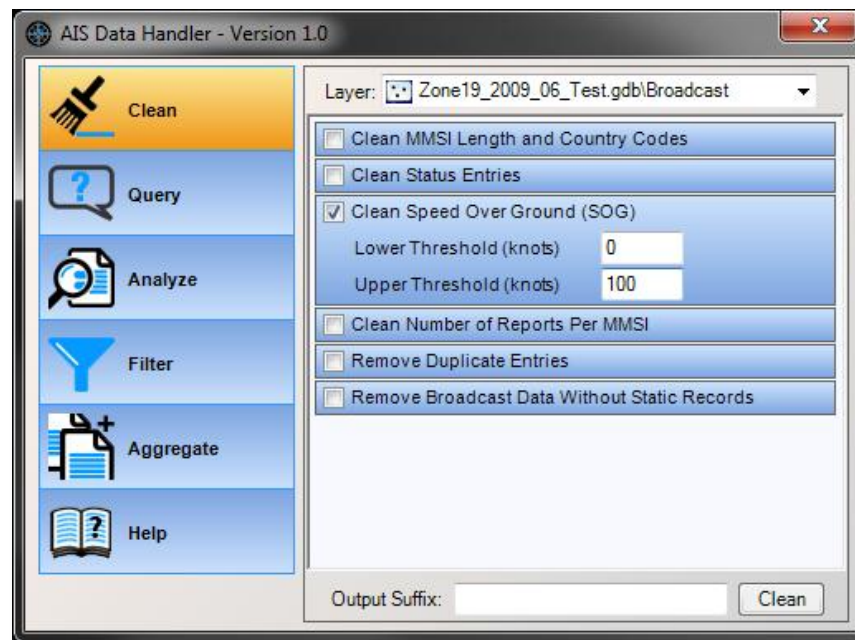 AIS Data Handler - Version 1.0
Clean
Query
Analyze
Filter
Aggregate
Help
Layer: Zone19_2009_06_Test.gdb\Broadcast
Clean MMSI Length and Country Codes
Clean Status Entries
Clean Speed Over Ground (SOG)
Lower Threshold (knots) 0
Upper Threshold (knots) 100
Clean Number of Reports Per MMSI
Remove Duplicate Entries
Remove Broadcast Data Without Static Records
Output Suffix: Clean